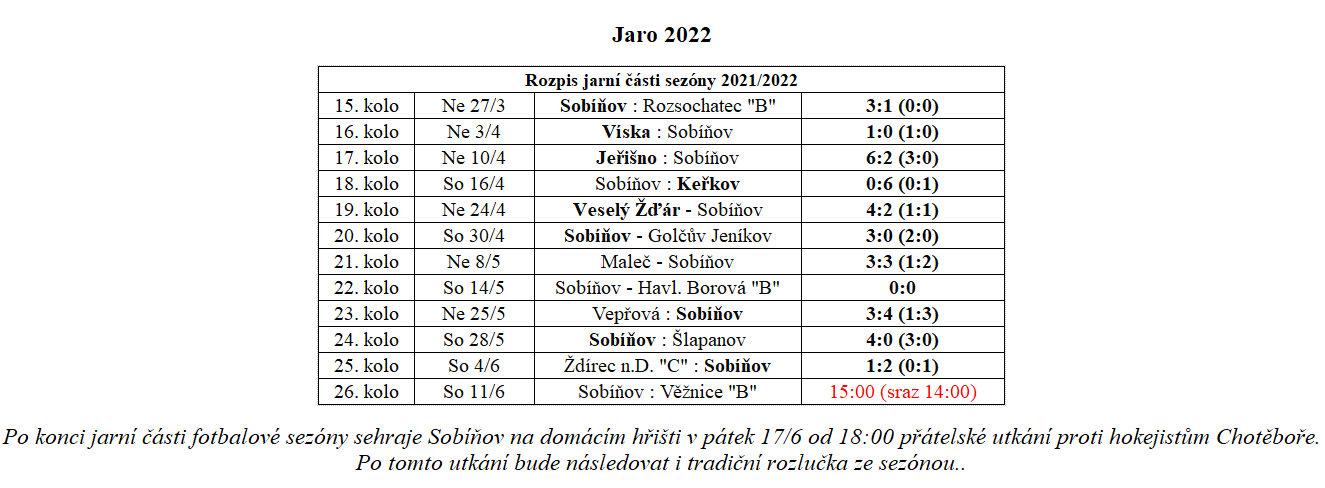 Jaro 2022
Rozpis jarní části sezóny 2021/2022
15. kolo Ne 27/3 Sobíňov : Rozsochatec "B" 3:1 (0:0)
16. kolo Ne 3/4 Víska : Sobíňov 1:0 (1:0)
17. kolo Ne 10/4 Jeřišno : Sobíňov 6:2 (3:0)
18. kolo So 16/4 Sobíňov : Keřkov 0:6 (0:1)
19. kolo Ne 24/4 Veselý Žďár - Sobíňov 4:2 (1:1)
20. kolo So 30/4 Sobíňov - Golčův Jeníkov 3:0 (2:0)
21. kolo Ne 8/5 Maleč - Sobíňov 3:3 (1:2)
22. kolo So 14/5 Sobíňov - Havl. Borová "B" 0:0
23. kolo Ne 25/5 Vepřová : Sobíňov 3:4 (1:3)
24. kolo So 28/5 Sobíňov : Šlapanov 4:0 (3:0)
25. kolo So 4/6 Ždírec n.D. "C" : Sobíňov 1:2 (0:1)
26. kolo So 11/6 Sobíňov : Věžnice "B" 15:00 (sraz 14:00)
Po konci jarní části fotbalové sezóny sehraje Sobíňov na domácím hřišti v pátek 17/6 od 18:00 přátelské utkání proti hokejistům Chotěboře.
Po tomto utkání bude následovat i tradiční rozlučka ze sezónou..